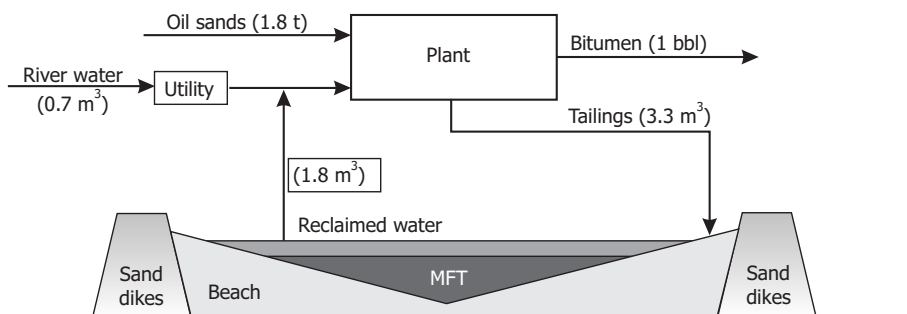 Oil sands (1.8 t)
Plant
Bitumen (1 bbl)
River water
(0.7 m³)
Utility
Tailings (3.3 m³)
(1.8 m³)
Reclaimed water
Sand
dikes
Beach
MFT
Sand
dikes